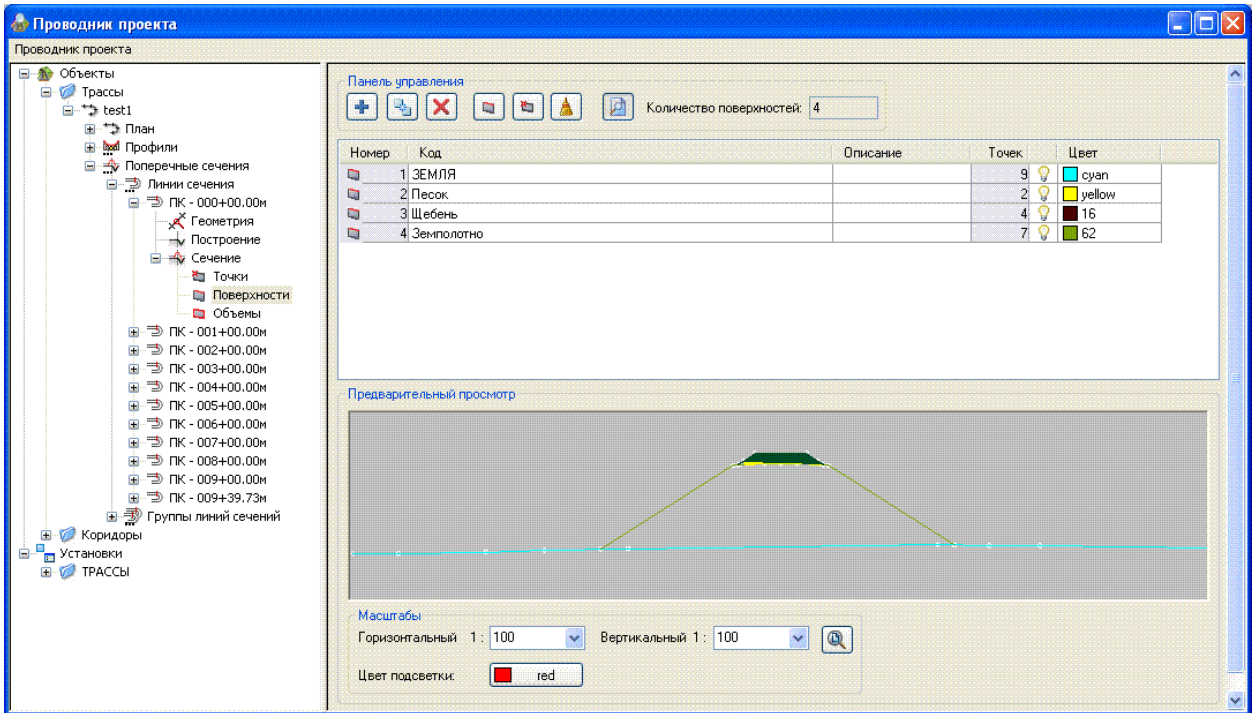 Проводник проекта
Проводник проекта
Объекты
Трассы
test1
План
Профили
Поперечные сечения
Линии сечения
ПК - 000+00.00м
Геометрия
Построение
Сечение
Точки
Поверхности
Объемы
ПК - 001+00.00м
ПК - 002+00.00м
ПК - 003+00.00м
ПК - 004+00.00м
ПК - 005+00.00м
ПК - 006+00.00м
ПК - 007+00.00м
ПК - 008+00.00м
ПК - 009+00.00м
ПК - 009+39.73м
Группы линий сечений
Коридоры
Установки
ТРАССЫ
Панель управления
Количество поверхностей: 4
Номер Код Описание Точек Цвет
1 ЗЕМЛЯ 9 cyan
2 Песок 2 yellow
3 Щебень 4 16
4 Земполотно 7 62
Предварительный просмотр
Масштабы
Горизонтальный 1 : 100 Вертикальный 1 : 100
Цвет подсветки: red